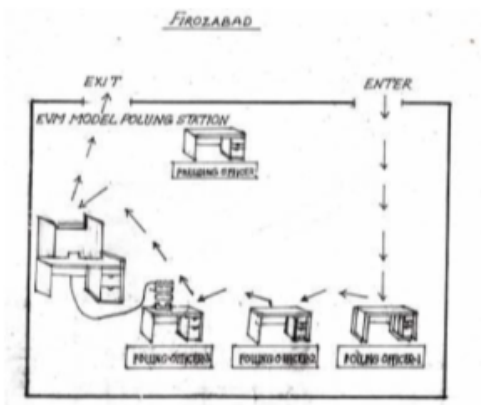 FIROZABAD
EXIT
ENTER
EVM MODEL POLLING STATION
PRESIDING OFFICER
POLLING OFFICER-3
POLLING OFFICER-2
POLLING OFFICER-1